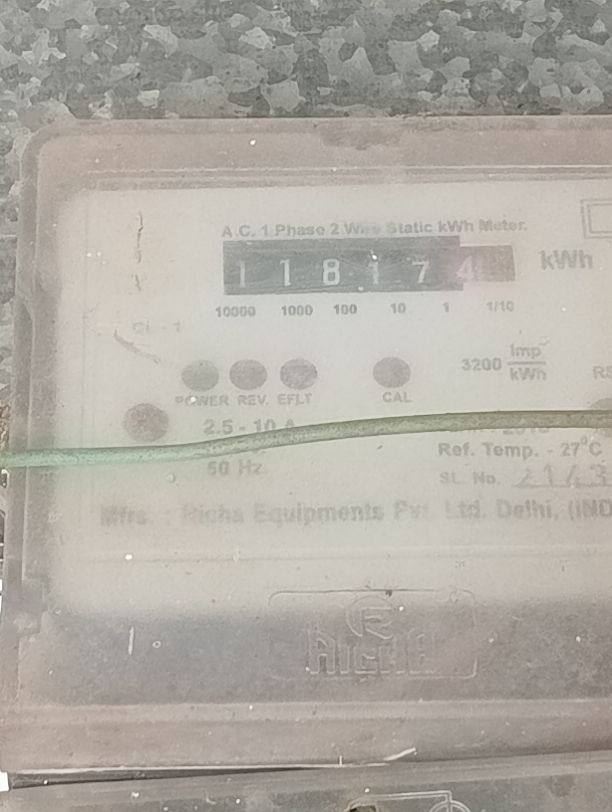 A.C. 1 Phase 2 Wire Static kWh Meter.
1 1 8 1 7 4 kWh
10000 1000 100 10 1 1/10
CL - 1
3200 Imp/kWh
POWER REV. EFLT CAL
2.5 - 10 A
Ref. Temp. - 27°C
50 Hz.
SL. No.
Mfrs. : Richa Equipments Pvt. Ltd. Delhi, (IND
R
RICHA